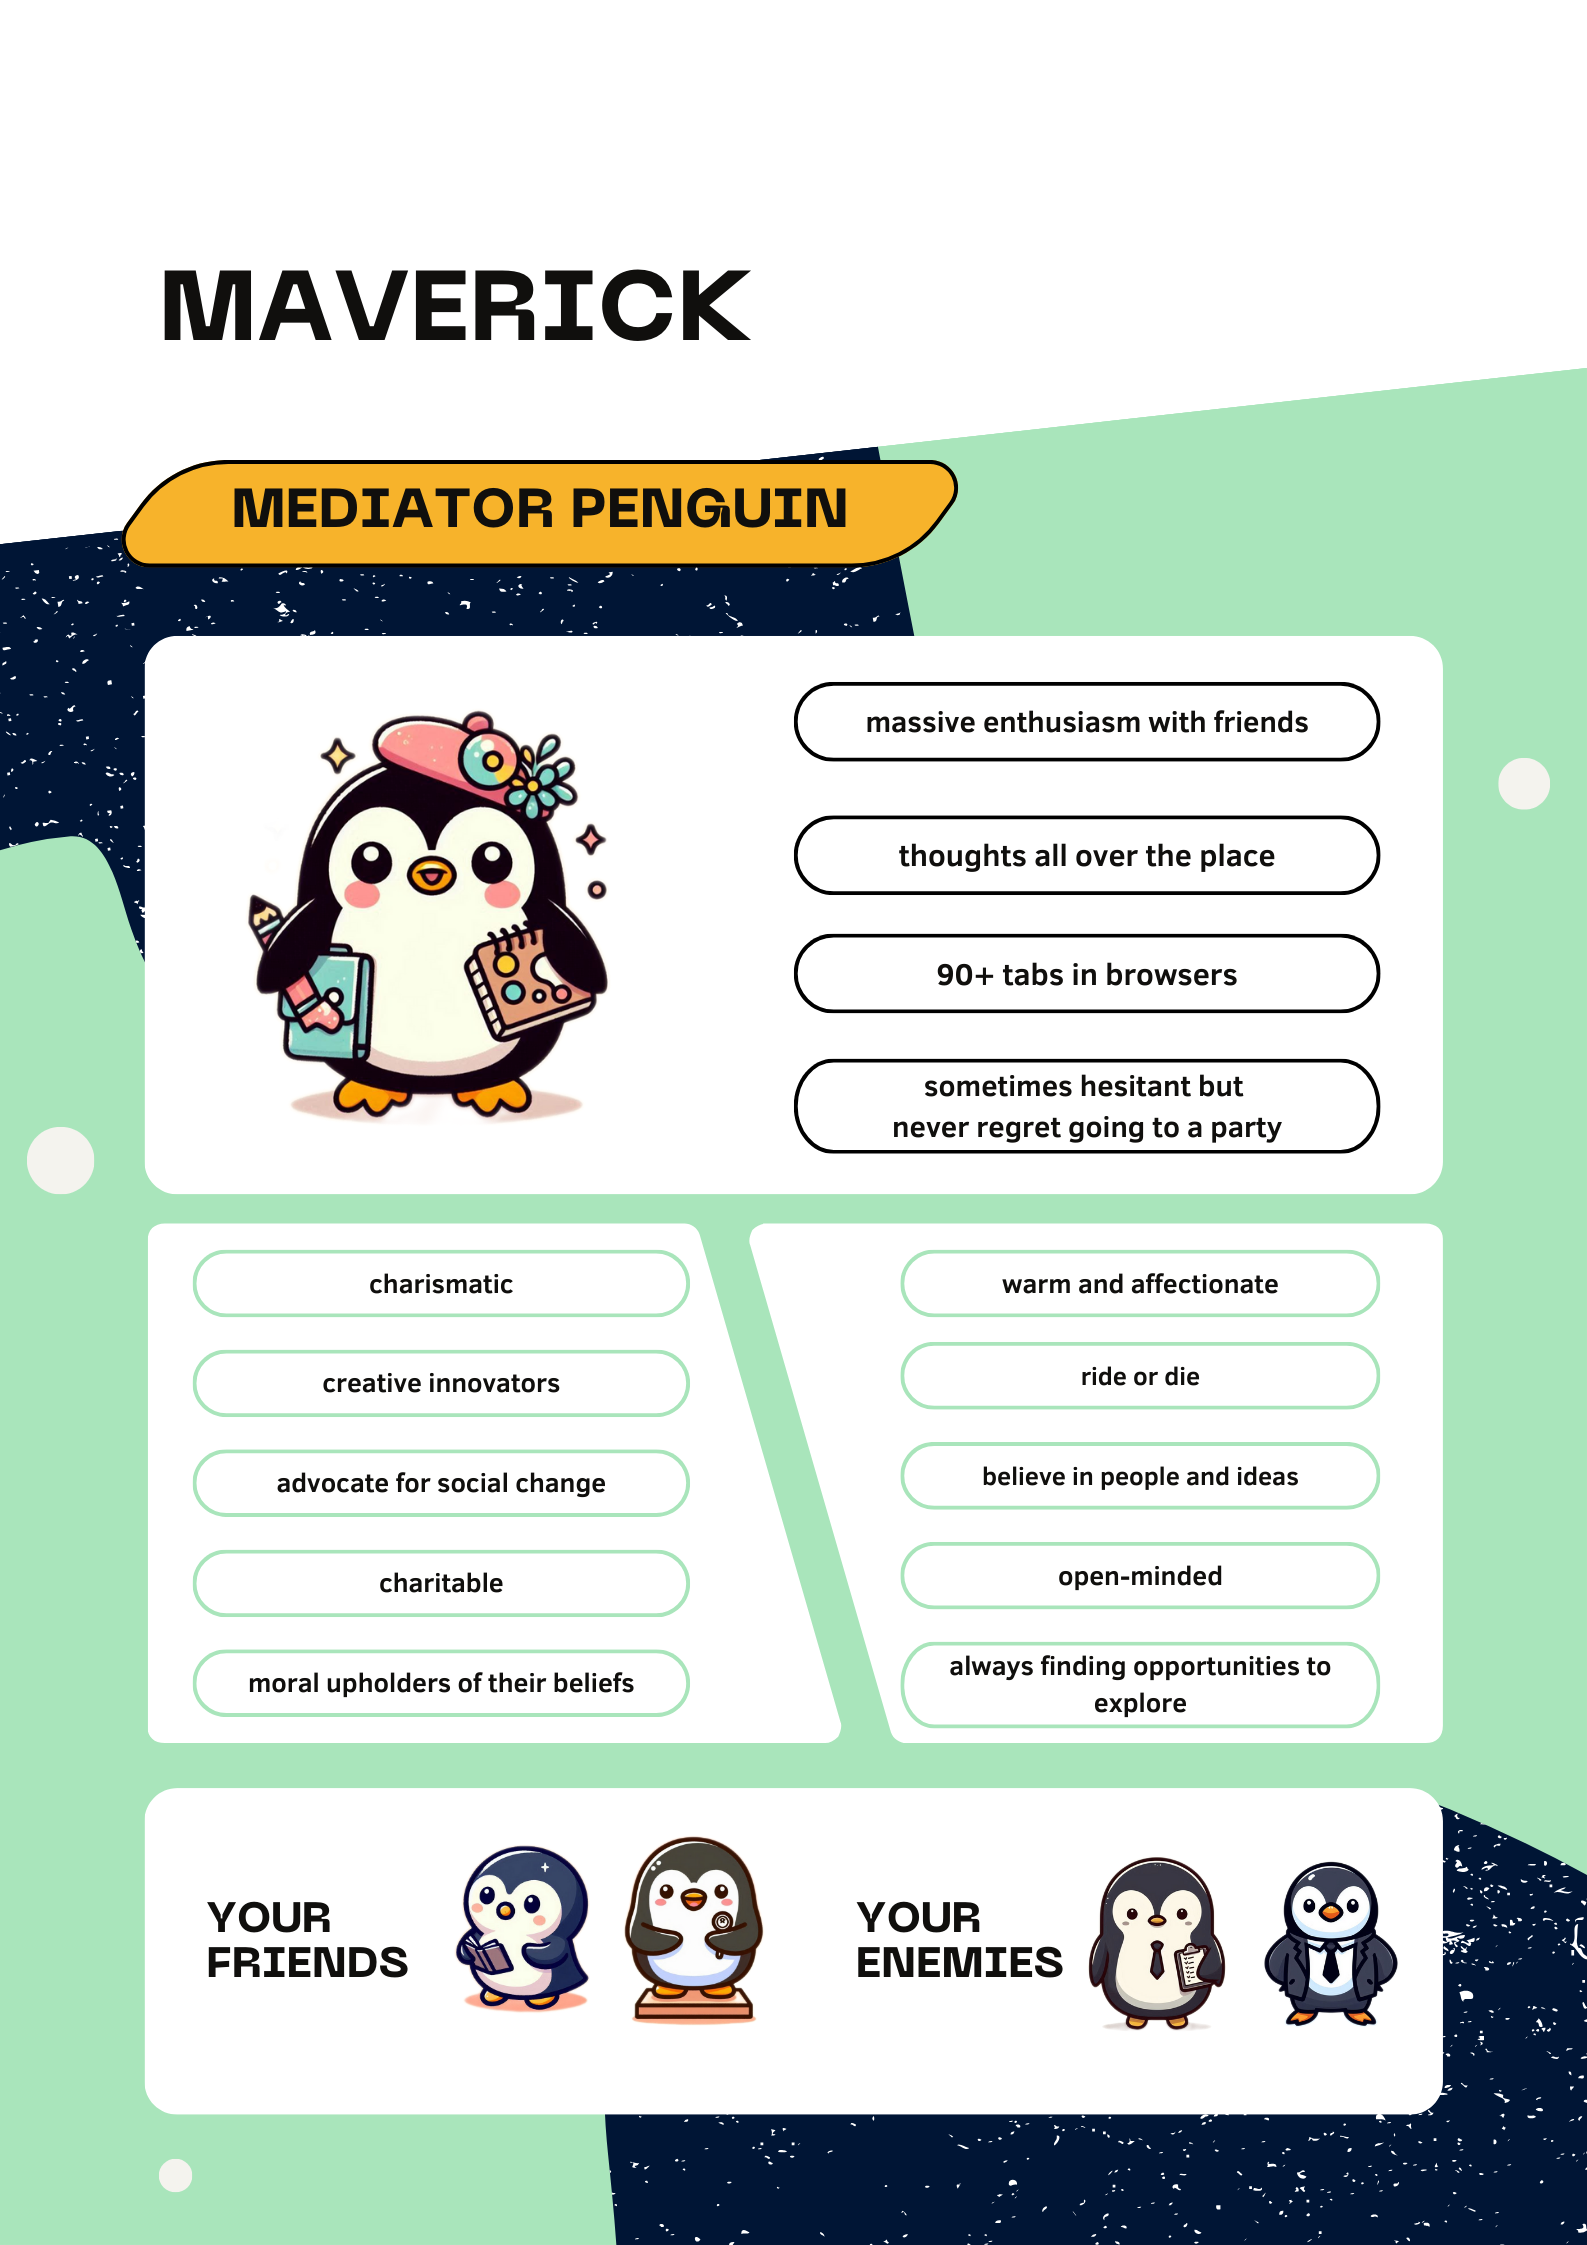 MAVERICK
MEDIATOR PENGUIN
massive enthusiasm with friends
thoughts all over the place
90+ tabs in browsers
sometimes hesitant but
never regret going to a party
charismatic
creative innovators
advocate for social change
charitable
moral upholders of their beliefs
warm and affectionate
ride or die
believe in people and ideas
open-minded
always finding opportunities to
explore
YOUR
FRIENDS
YOUR
ENEMIES